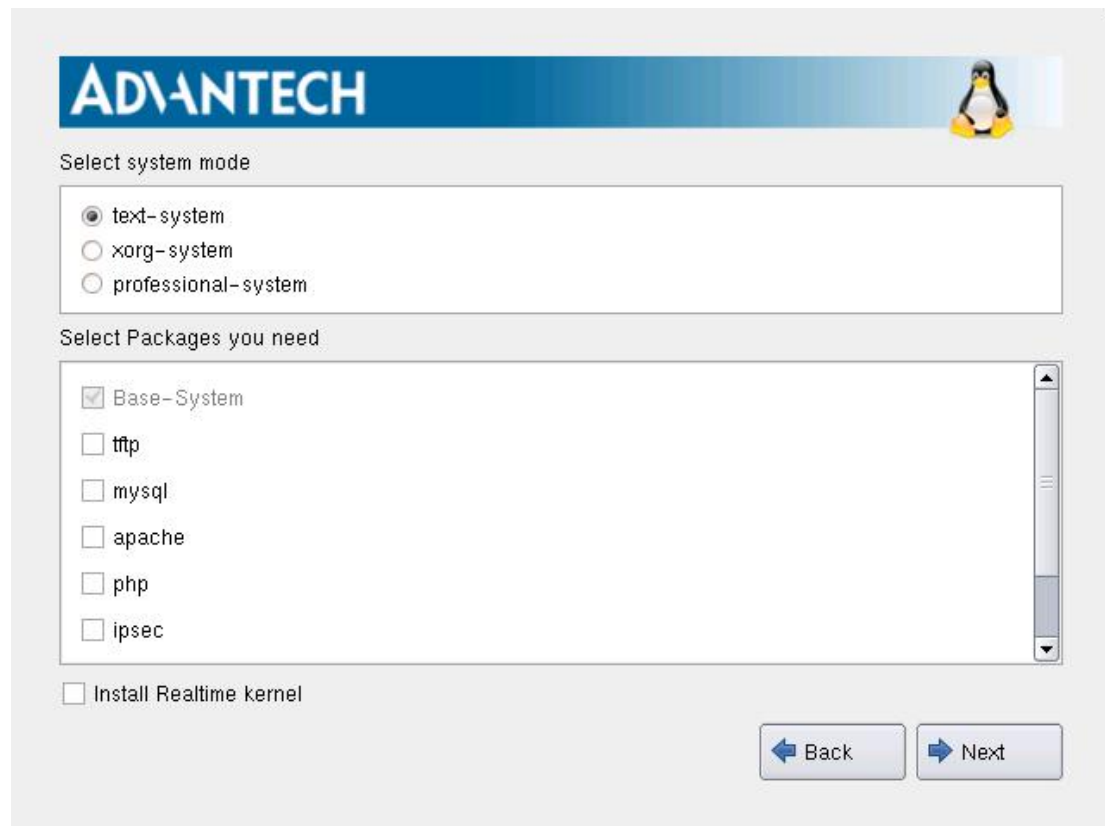 ADVANTECH
Select system mode
text-system
xorg-system
professional-system
Select Packages you need
Base-System
tftp
mysql
apache
php
ipsec
Install Realtime kernel
Back
Next